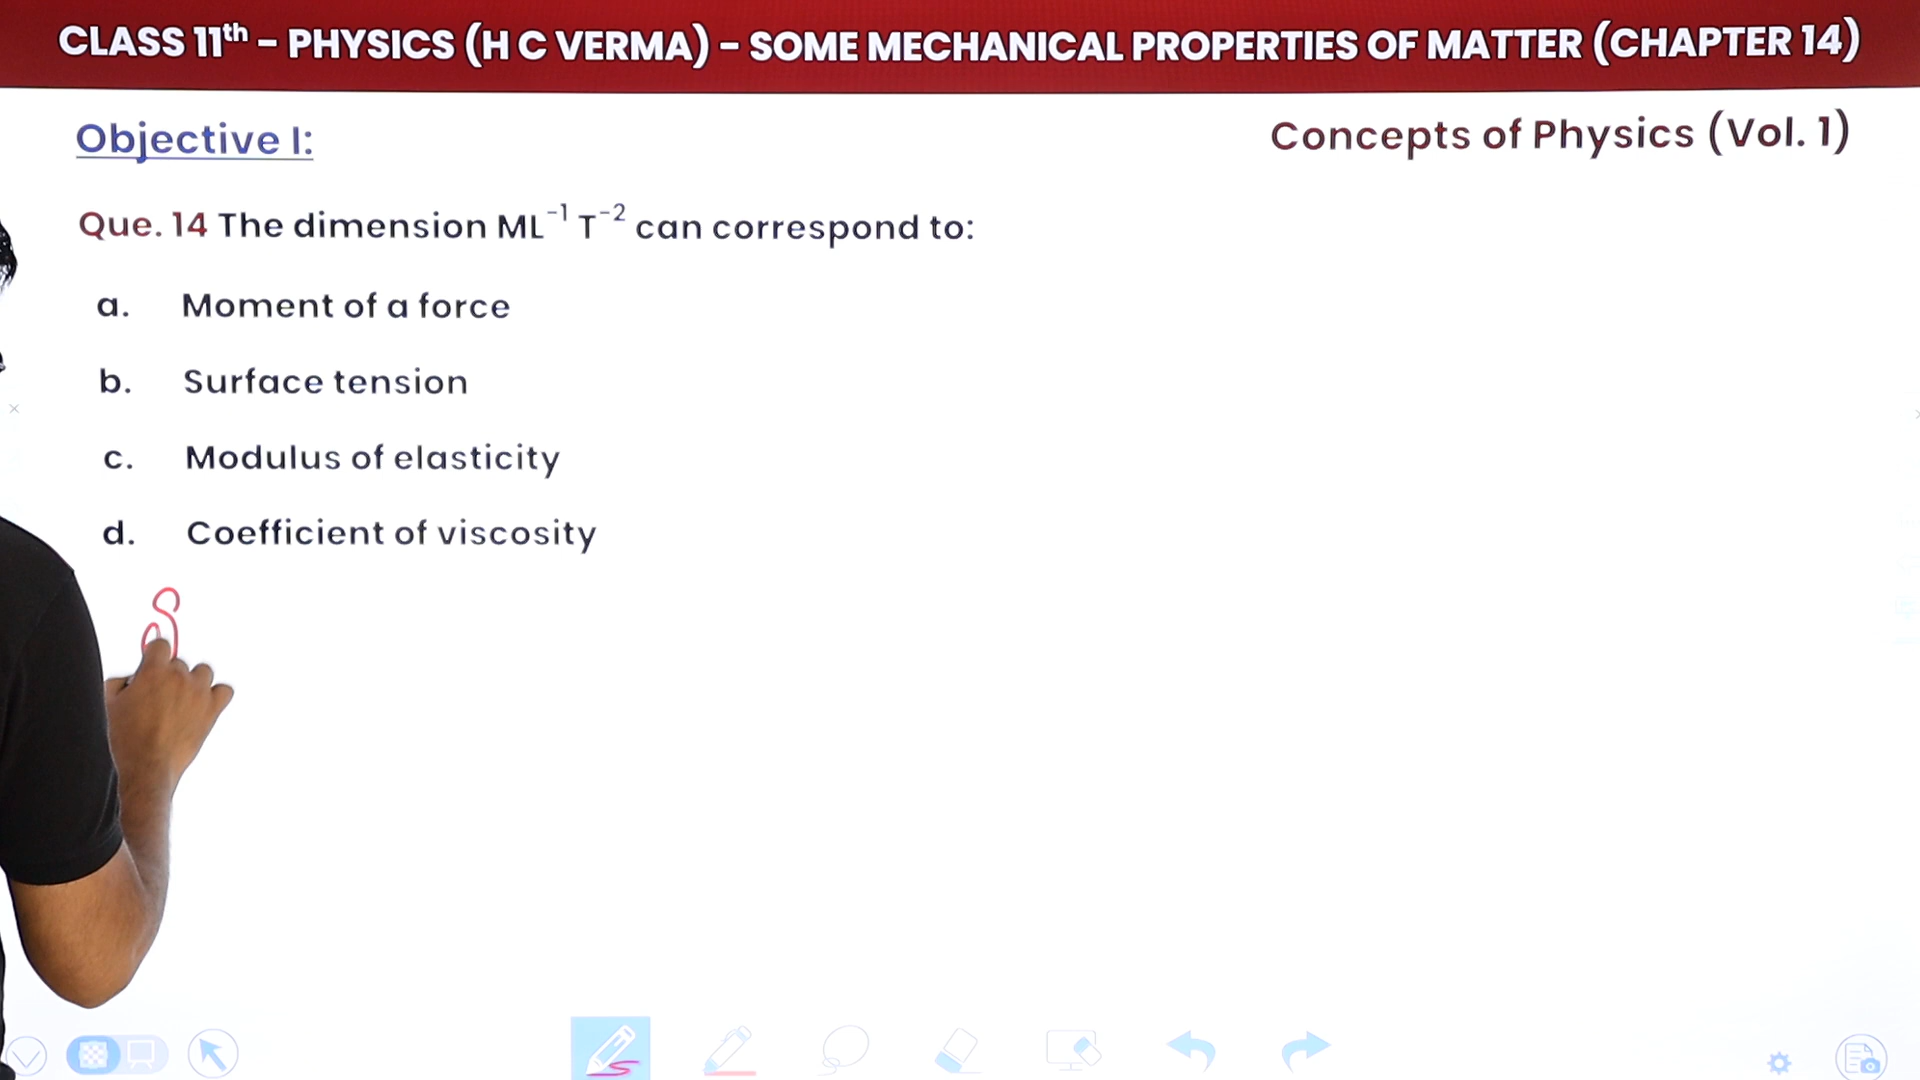 CLASS 11th - PHYSICS (H C VERMA) - SOME MECHANICAL PROPERTIES OF MATTER (CHAPTER 14)
Objective I:
Concepts of Physics (Vol. 1)
Que. 14 The dimension ML⁻¹ T⁻² can correspond to:
a. Moment of a force
b. Surface tension
c. Modulus of elasticity
d. Coefficient of viscosity
S